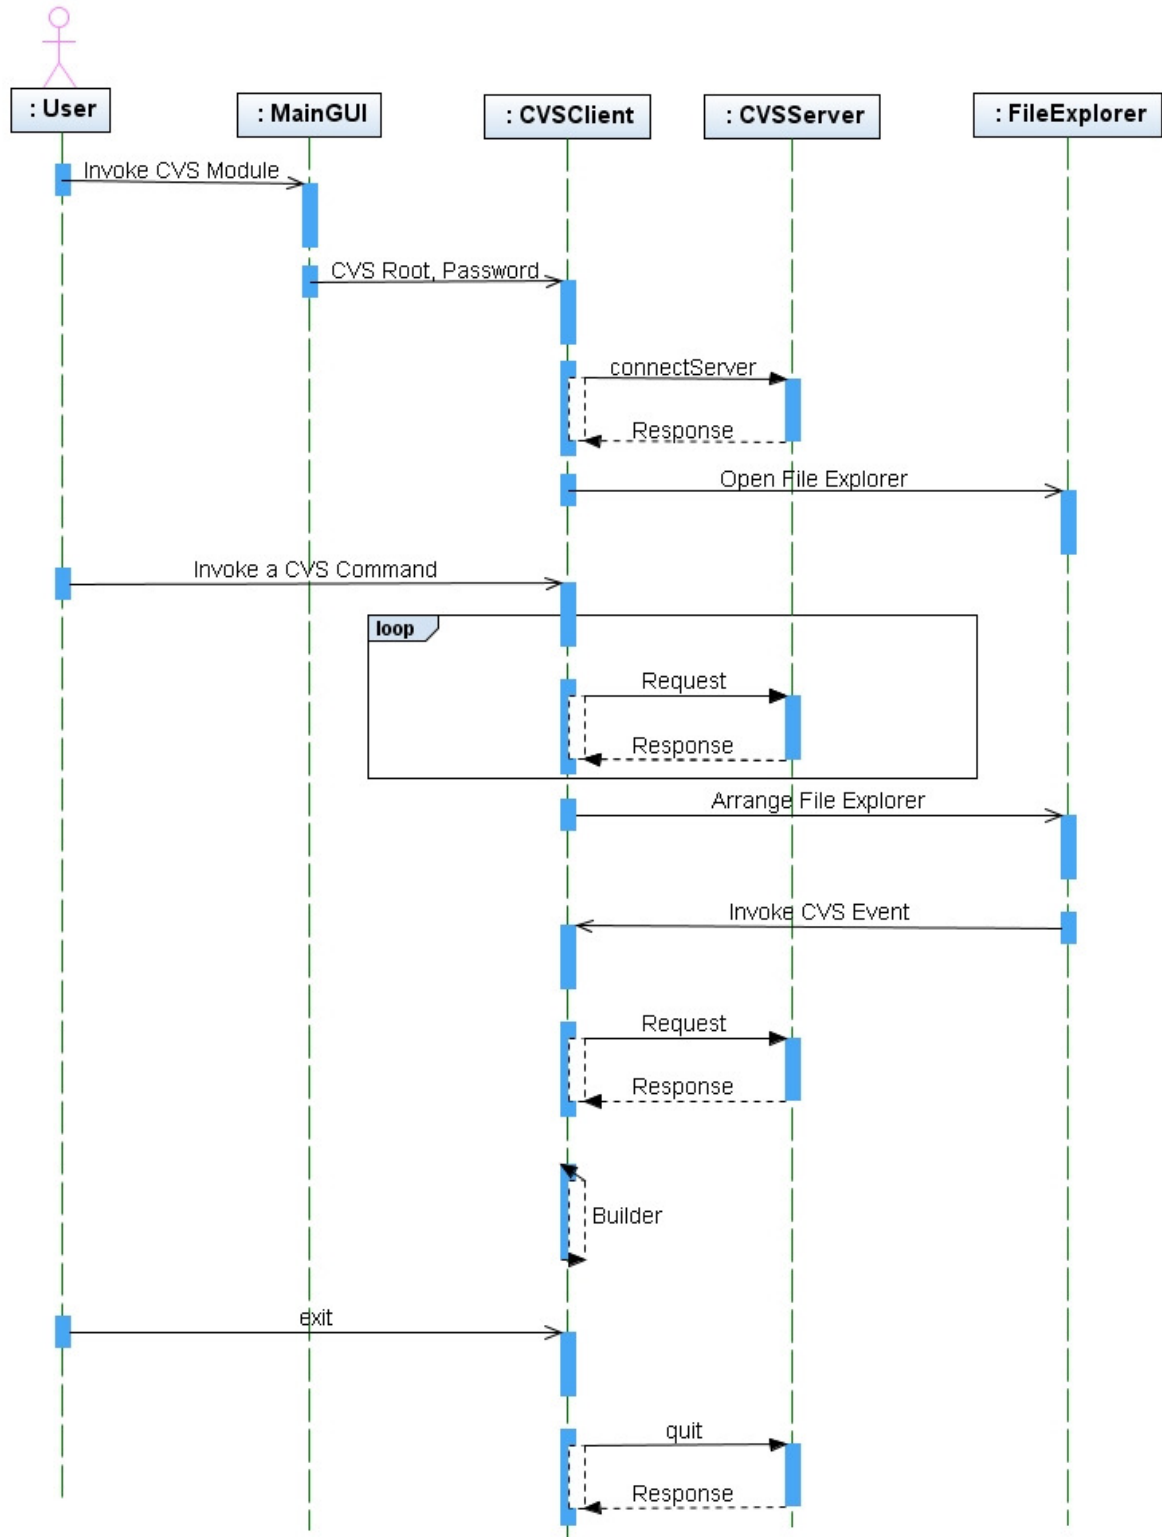 : User
: MainGUI
: CVSClient
: CVSServer
: FileExplorer
Invoke CVS Module
CVS Root, Password
connectServer
Response
Open File Explorer
Invoke a CVS Command
loop
Request
Response
Arrange File Explorer
Invoke CVS Event
Request
Response
Builder
exit
quit
Response